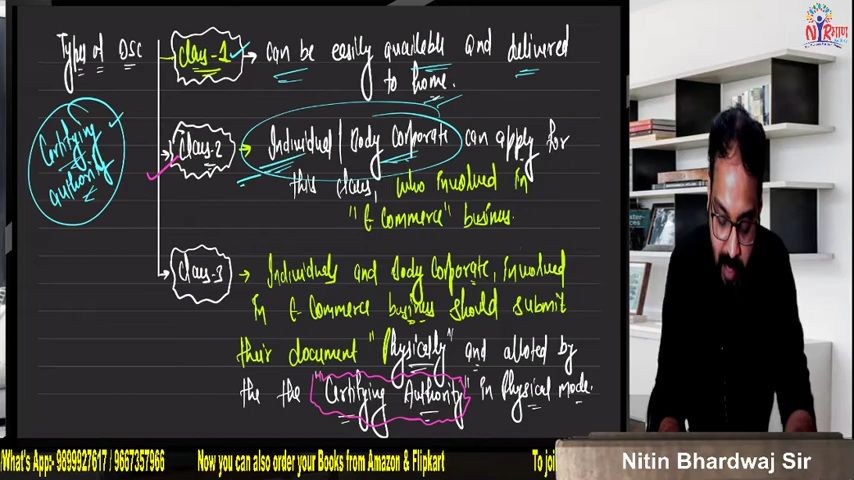 Types of DSC
Class-1 → can be easily available and delivered
to home.
Certifying
authority
Class-2 → Individual | Body Corporate can apply for
this class, who involved in
"E-Commerce" business.
Class-3 → Individuals and Body Corporate, involved
In E-Commerce business should submit
their document "Physically" and alloted by
the the "Certifying Authority" in Physical mode.
NIRमाण
What's App:- 9899927617 / 9667357966 Now you can also order your Books from Amazon & Flipkart To joi
Nitin Bhardwaj Sir